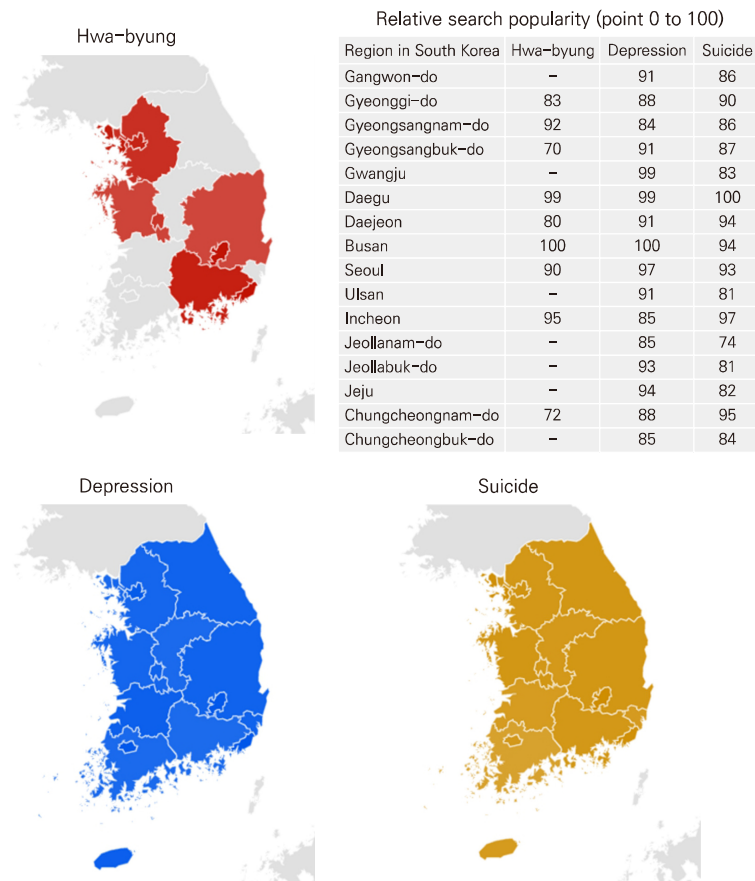 Hwa-byung
Relative search popularity (point 0 to 100)
Region in South Korea Hwa-byung Depression Suicide
Gangwon-do - 91 86
Gyeonggi-do 83 88 90
Gyeongsangnam-do 92 84 86
Gyeongsangbuk-do 70 91 87
Gwangju - 99 83
Daegu 99 99 100
Daejeon 80 91 94
Busan 100 100 94
Seoul 90 97 93
Ulsan - 91 81
Incheon 95 85 97
Jeollanam-do - 85 74
Jeollabuk-do - 93 81
Jeju - 94 82
Chungcheongnam-do 72 88 95
Chungcheongbuk-do - 85 84
Depression
Suicide